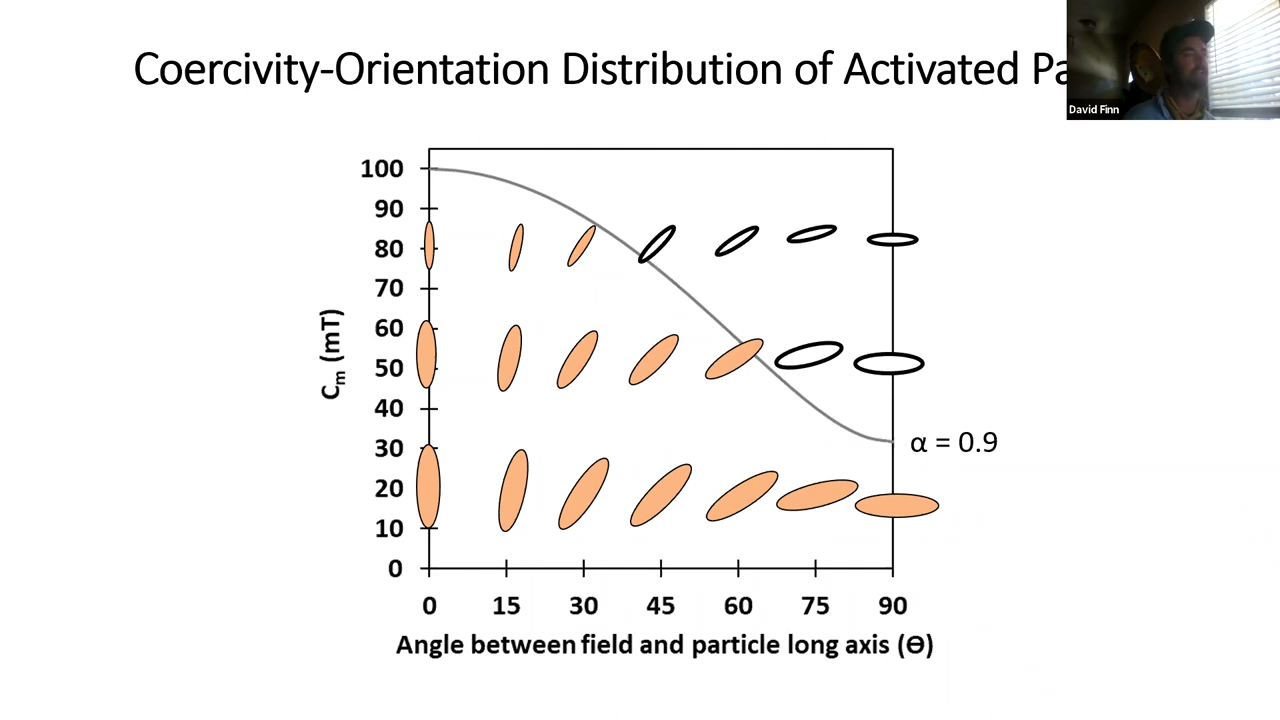 Coercivity-Orientation Distribution of Activated
David Finn
100
90
80
70
60
50
40
30
20
10
0
Cm (mT)
α = 0.9
0 15 30 45 60 75 90
Angle between field and particle long axis (Ɵ)